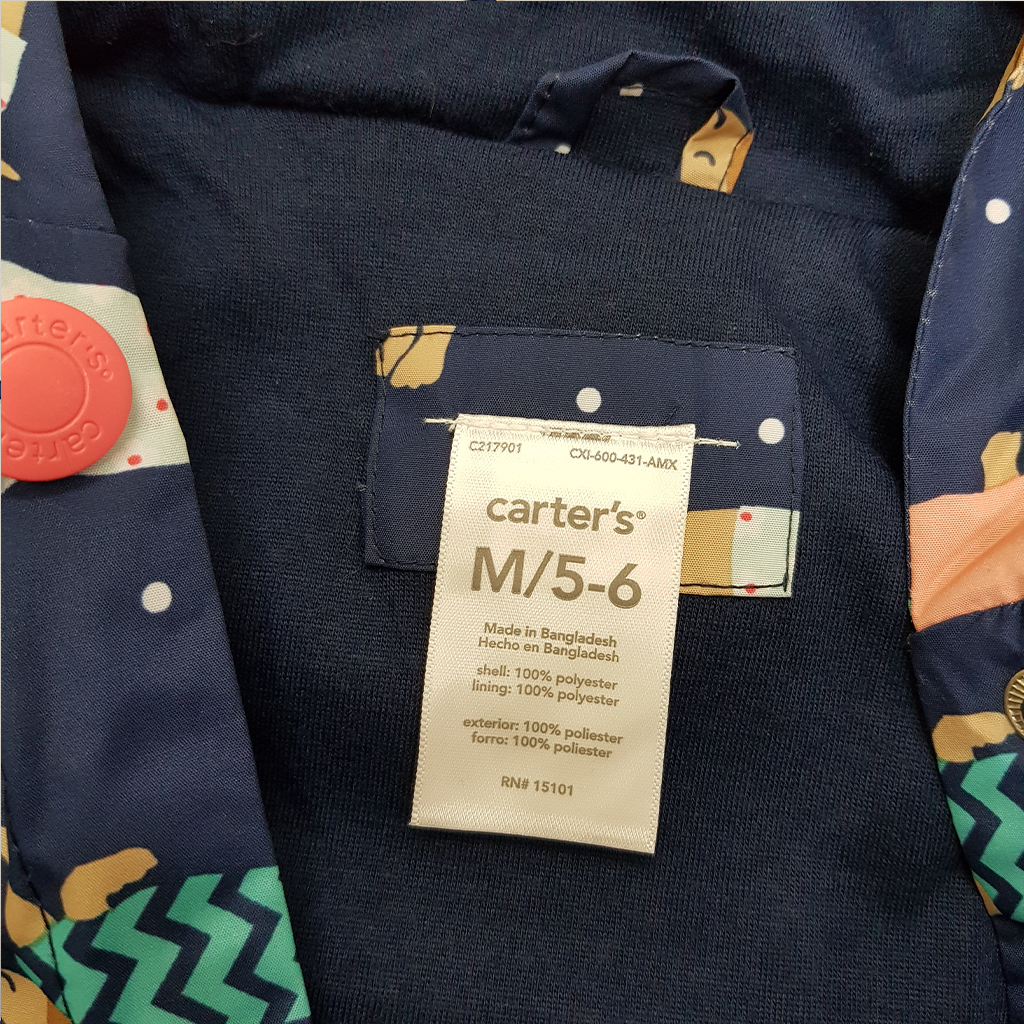 carter's®
carter
C217901 CXI-600-431-AMX
carter's®
M/5-6
Made in Bangladesh
Hecho en Bangladesh
shell: 100% polyester
lining: 100% polyester
exterior: 100% poliester
forro: 100% poliester
RN# 15101